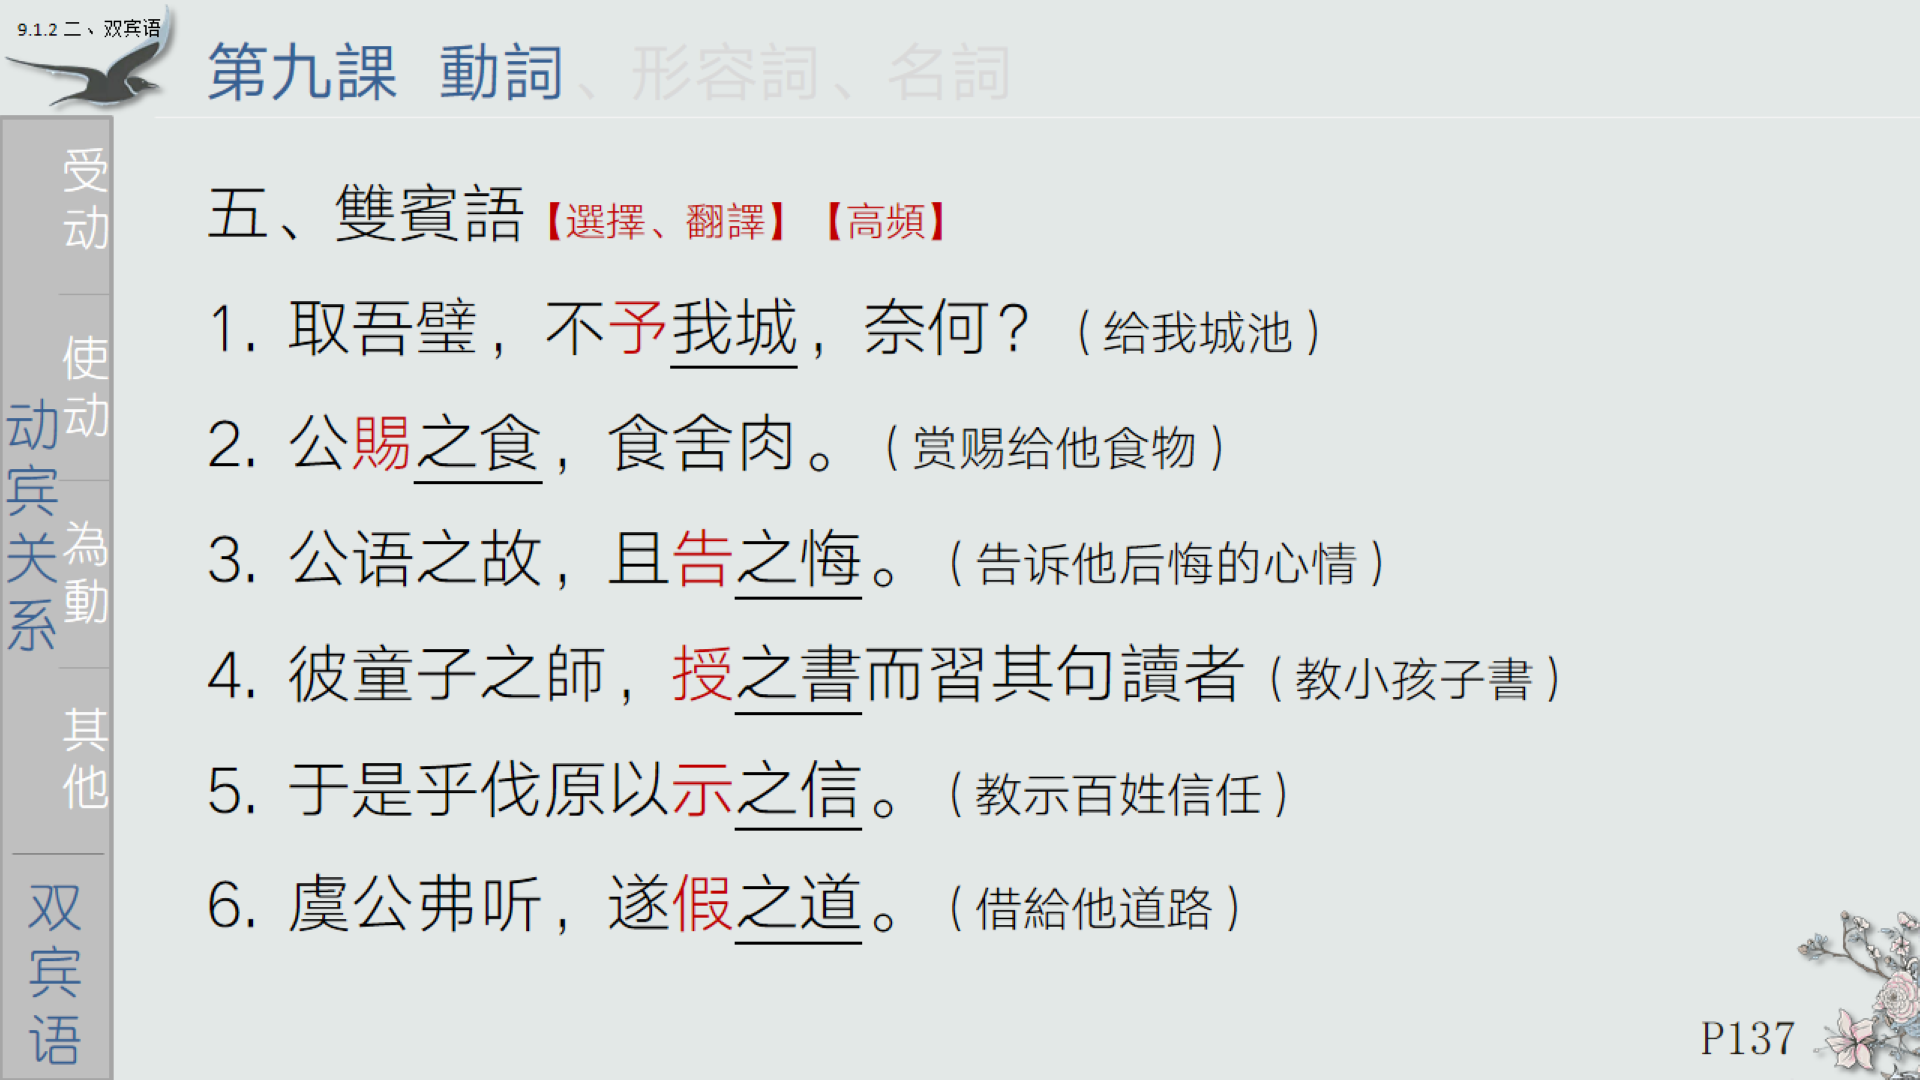 9.1.2 二、双宾语
第九課 動詞、形容詞、名詞
受动
使动
為動
其他
动宾关系
双宾语
五、雙賓語【選擇、翻譯】【高頻】
1. 取吾璧，不予我城，奈何？（给我城池）
2. 公賜之食，食舍肉。（赏赐给他食物）
3. 公语之故，且告之悔。（告诉他后悔的心情）
4. 彼童子之師，授之書而習其句讀者（教小孩子書）
5. 于是乎伐原以示之信。（教示百姓信任）
6. 虞公弗听，遂假之道。（借給他道路）
P137